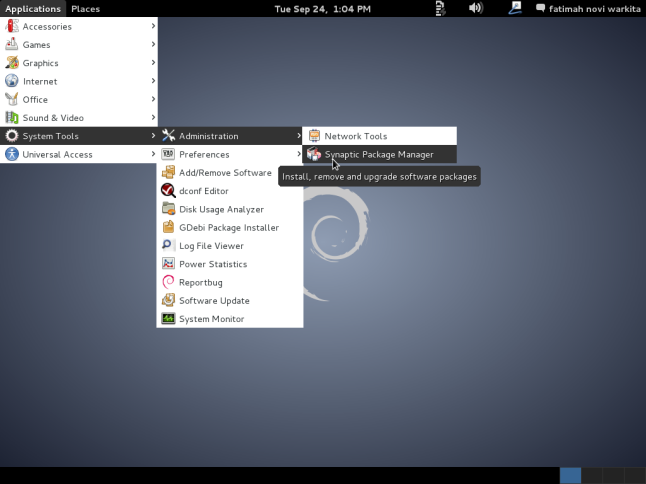 Applications Places Tue Sep 24, 1:04 PM fatimah novi warkita
Accessories
Games
Graphics
Internet
Office
Sound & Video
System Tools
Universal Access
Administration
Preferences
Add/Remove Software
dconf Editor
Disk Usage Analyzer
GDebi Package Installer
Log File Viewer
Power Statistics
Reportbug
Software Update
System Monitor
Network Tools
Synaptic Package Manager
Install, remove and upgrade software packages